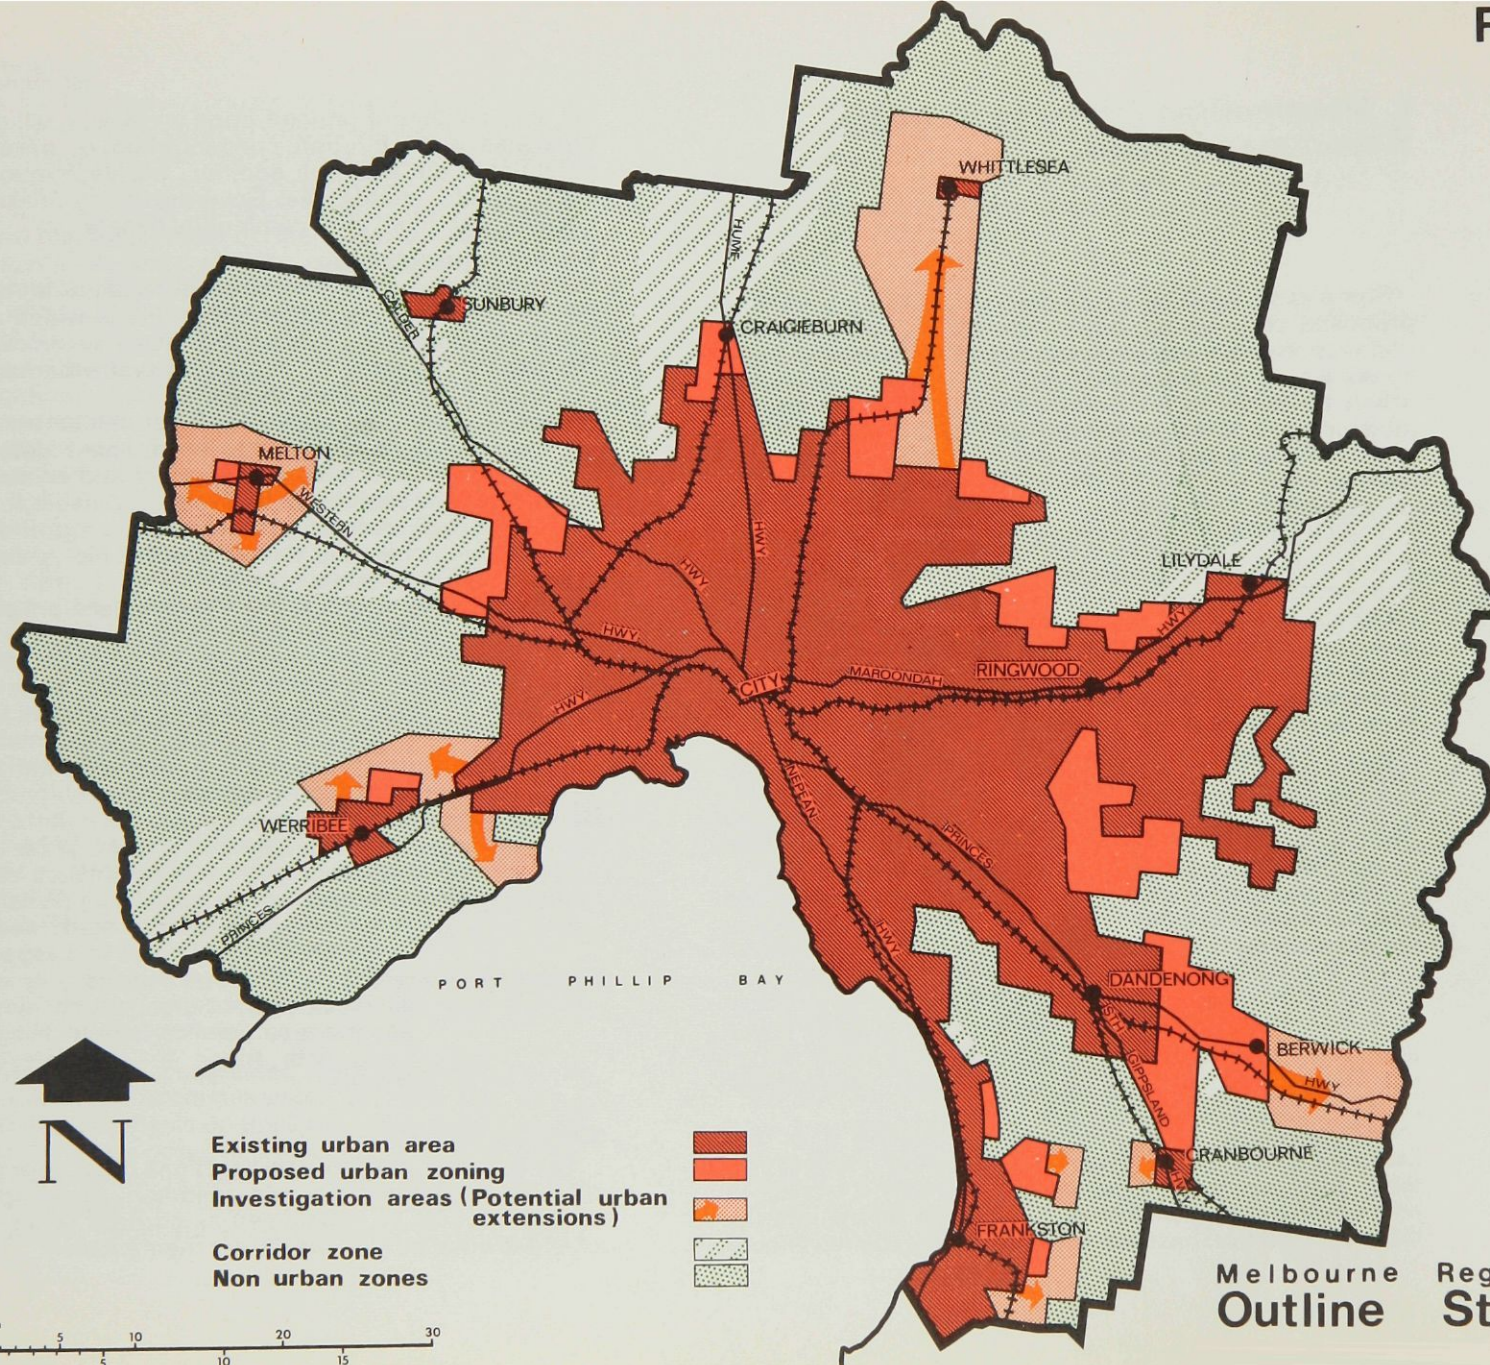 WHITTLESEA
HUME
SUNBURY
CALDER
CRAIGIEBURN
MELTON
WESTERN
HWY
HWY
LILYDALE
HWY
HWY
RINGWOOD
MAROONDAH
CITY
HWY
NEPEAN
WERRIBEE
PRINCES
PRINCES
HWY
PORT PHILLIP BAY
DANDENONG
STH
BERWICK
GIPPSLAND
HWY
CRANBOURNE
HWY
FRANKSTON
N
Existing urban area
Proposed urban zoning
Investigation areas (Potential urban
extensions)
Corridor zone
Non urban zones
Melbourne Reg
Outline St
5 10 20 30
5 10 15